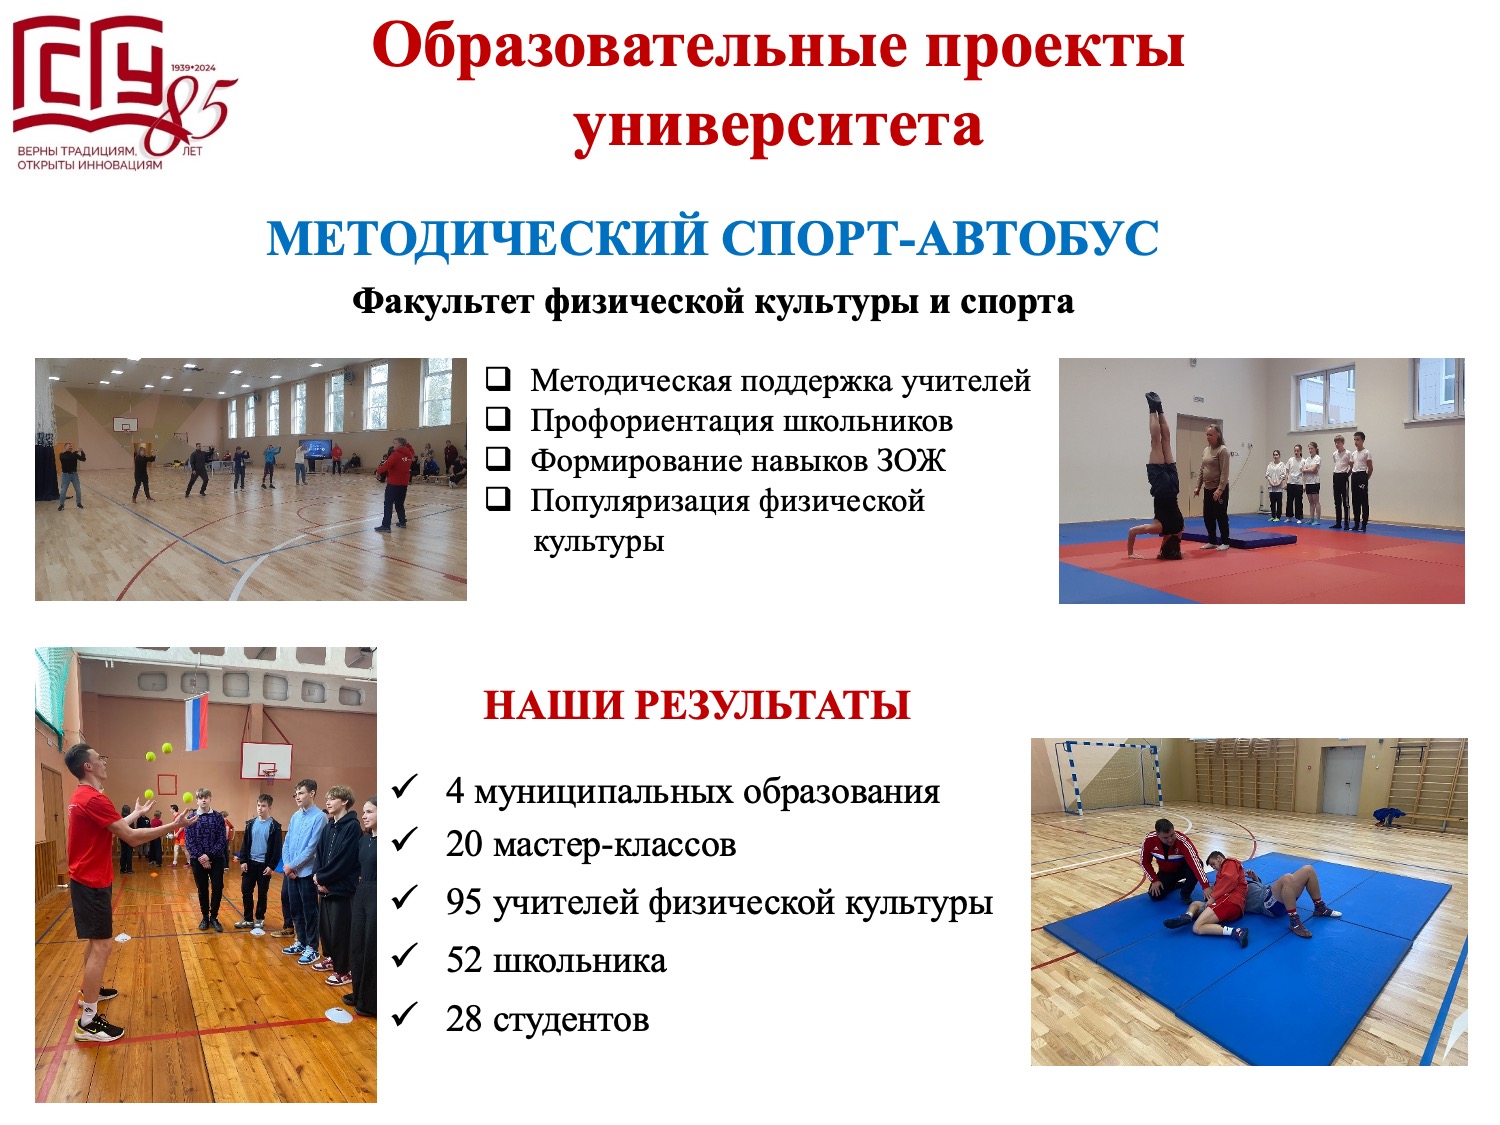 ГСГУ
1939•2024
85
ЛЕТ
ВЕРНЫ ТРАДИЦИЯМ,
ОТКРЫТЫ ИННОВАЦИЯМ
Образовательные проекты
университета
МЕТОДИЧЕСКИЙ СПОРТ-АВТОБУС
Факультет физической культуры и спорта
Методическая поддержка учителей
Профориентация школьников
Формирование навыков ЗОЖ
Популяризация физической
культуры
НАШИ РЕЗУЛЬТАТЫ
4 муниципальных образования
20 мастер-классов
95 учителей физической культуры
52 школьника
28 студентов